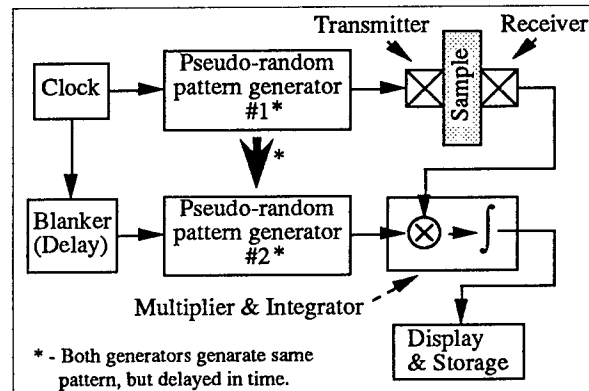 Transmitter
Receiver
Clock
Pseudo-random
pattern generator
#1*
Sample
*
Blanker
(Delay)
Pseudo-random
pattern generator
#2*
Multiplier & Integrator
Display
& Storage
* - Both generators genarate same
pattern, but delayed in time.